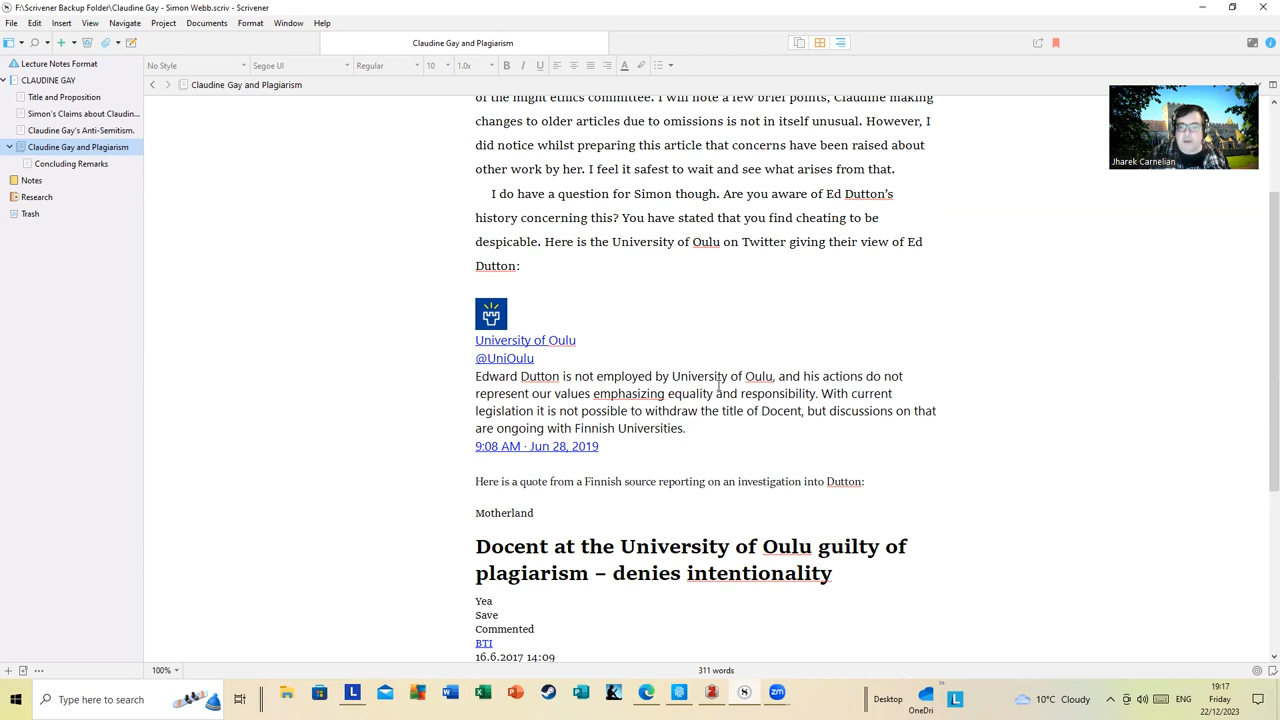 F:\Scrivener Backup Folder\Claudine Gay - Simon Webb.scriv - Scrivener
File Edit Insert View Navigate Project Documents Format Window Help
Claudine Gay and Plagiarism
No Style Segoe UI Regular 10 1.0x B I U A
Claudine Gay and Plagiarism
Lecture Notes Format
CLAUDINE GAY
Title and Proposition
Simon's Claims about Claudin...
Claudine Gay's Anti-Semitism.
Claudine Gay and Plagiarism
Concluding Remarks
Notes
Research
Trash
of the might ethics committee. I will note a few brief points, Claudine making
changes to older articles due to omissions is not in itself unusual. However, I
did notice whilst preparing this article that concerns have been raised about
other work by her. I feel it safest to wait and see what arises from that.
I do have a question for Simon though. Are you aware of Ed Dutton's
history concerning this? You have stated that you find cheating to be
despicable. Here is the University of Oulu on Twitter giving their view of Ed
Dutton:
University of Oulu
@UniOulu
Edward Dutton is not employed by University of Oulu, and his actions do not
represent our values emphasizing equality and responsibility. With current
legislation it is not possible to withdraw the title of Docent, but discussions on that
are ongoing with Finnish Universities.
9:08 AM · Jun 28, 2019
Here is a quote from a Finnish source reporting on an investigation into Dutton:
Motherland
Docent at the University of Oulu guilty of
plagiarism – denies intentionality
Yea
Save
Commented
BTI
16.6.2017 14:09
Jharek Carnelian
100%
311 words
Type here to search
Desktop
OneDri
10°C Cloudy
ENG
19:17
Friday
22/12/2023